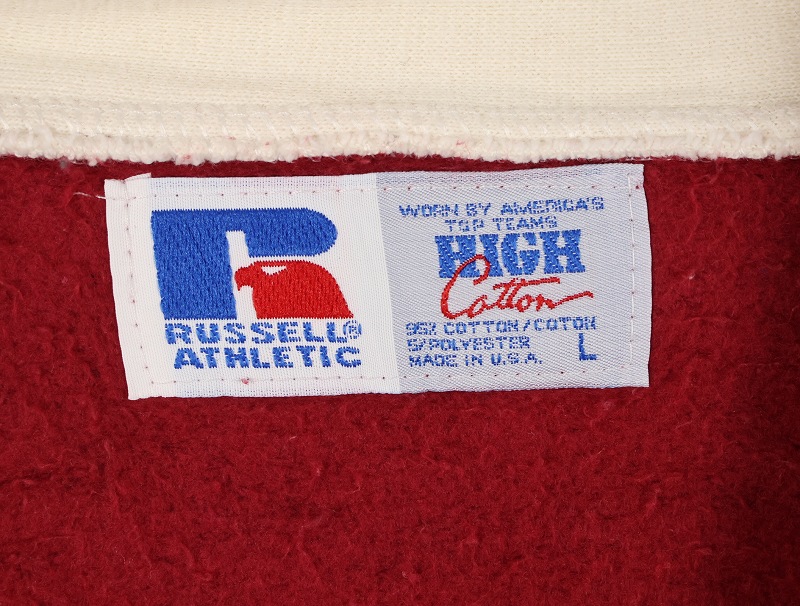 RUSSELL®
ATHLETIC
WORN BY AMERICA'S
TOP TEAMS
HIGH
Cotton
95% COTTON/COTON
5/POLYESTER
MADE IN U.S.A.
L